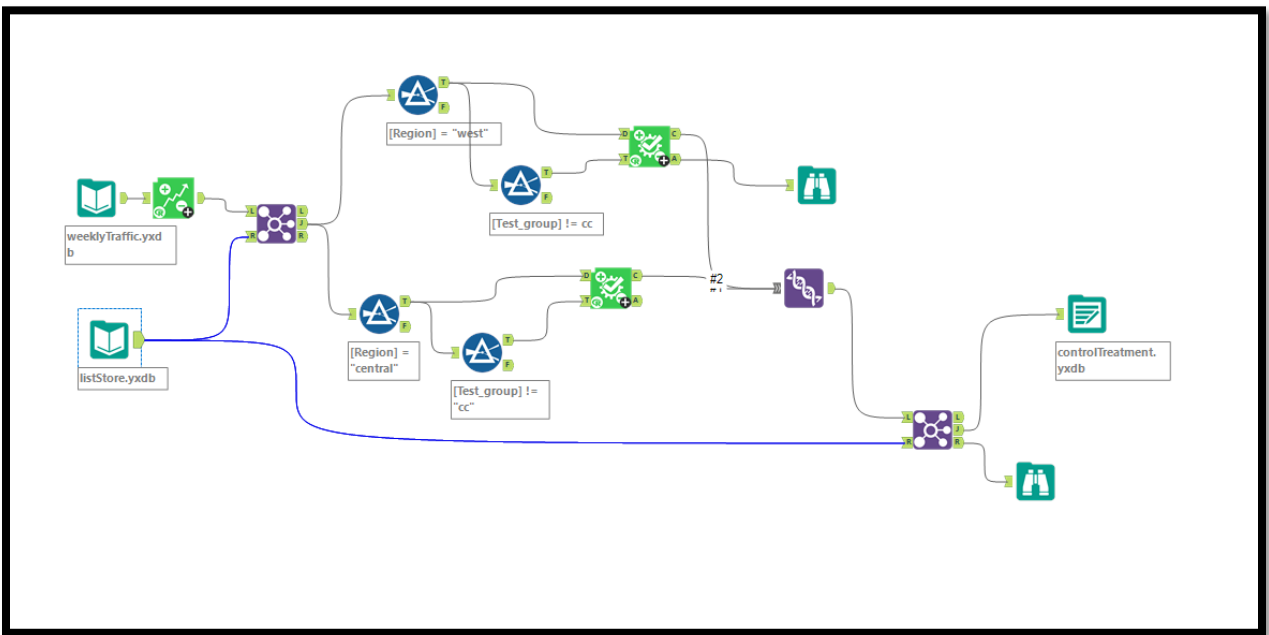 T
F
[Region] = "west"
D
C
T
A
T
F
[Test_group] != cc
weeklyTraffic.yxd
b
L
L
J
R
R
#2
D
C
T
A
T
F
[Region] =
"central"
T
F
[Test_group] !=
"cc"
listStore.yxdb
controlTreatment.
yxdb
L
L
J
R
R